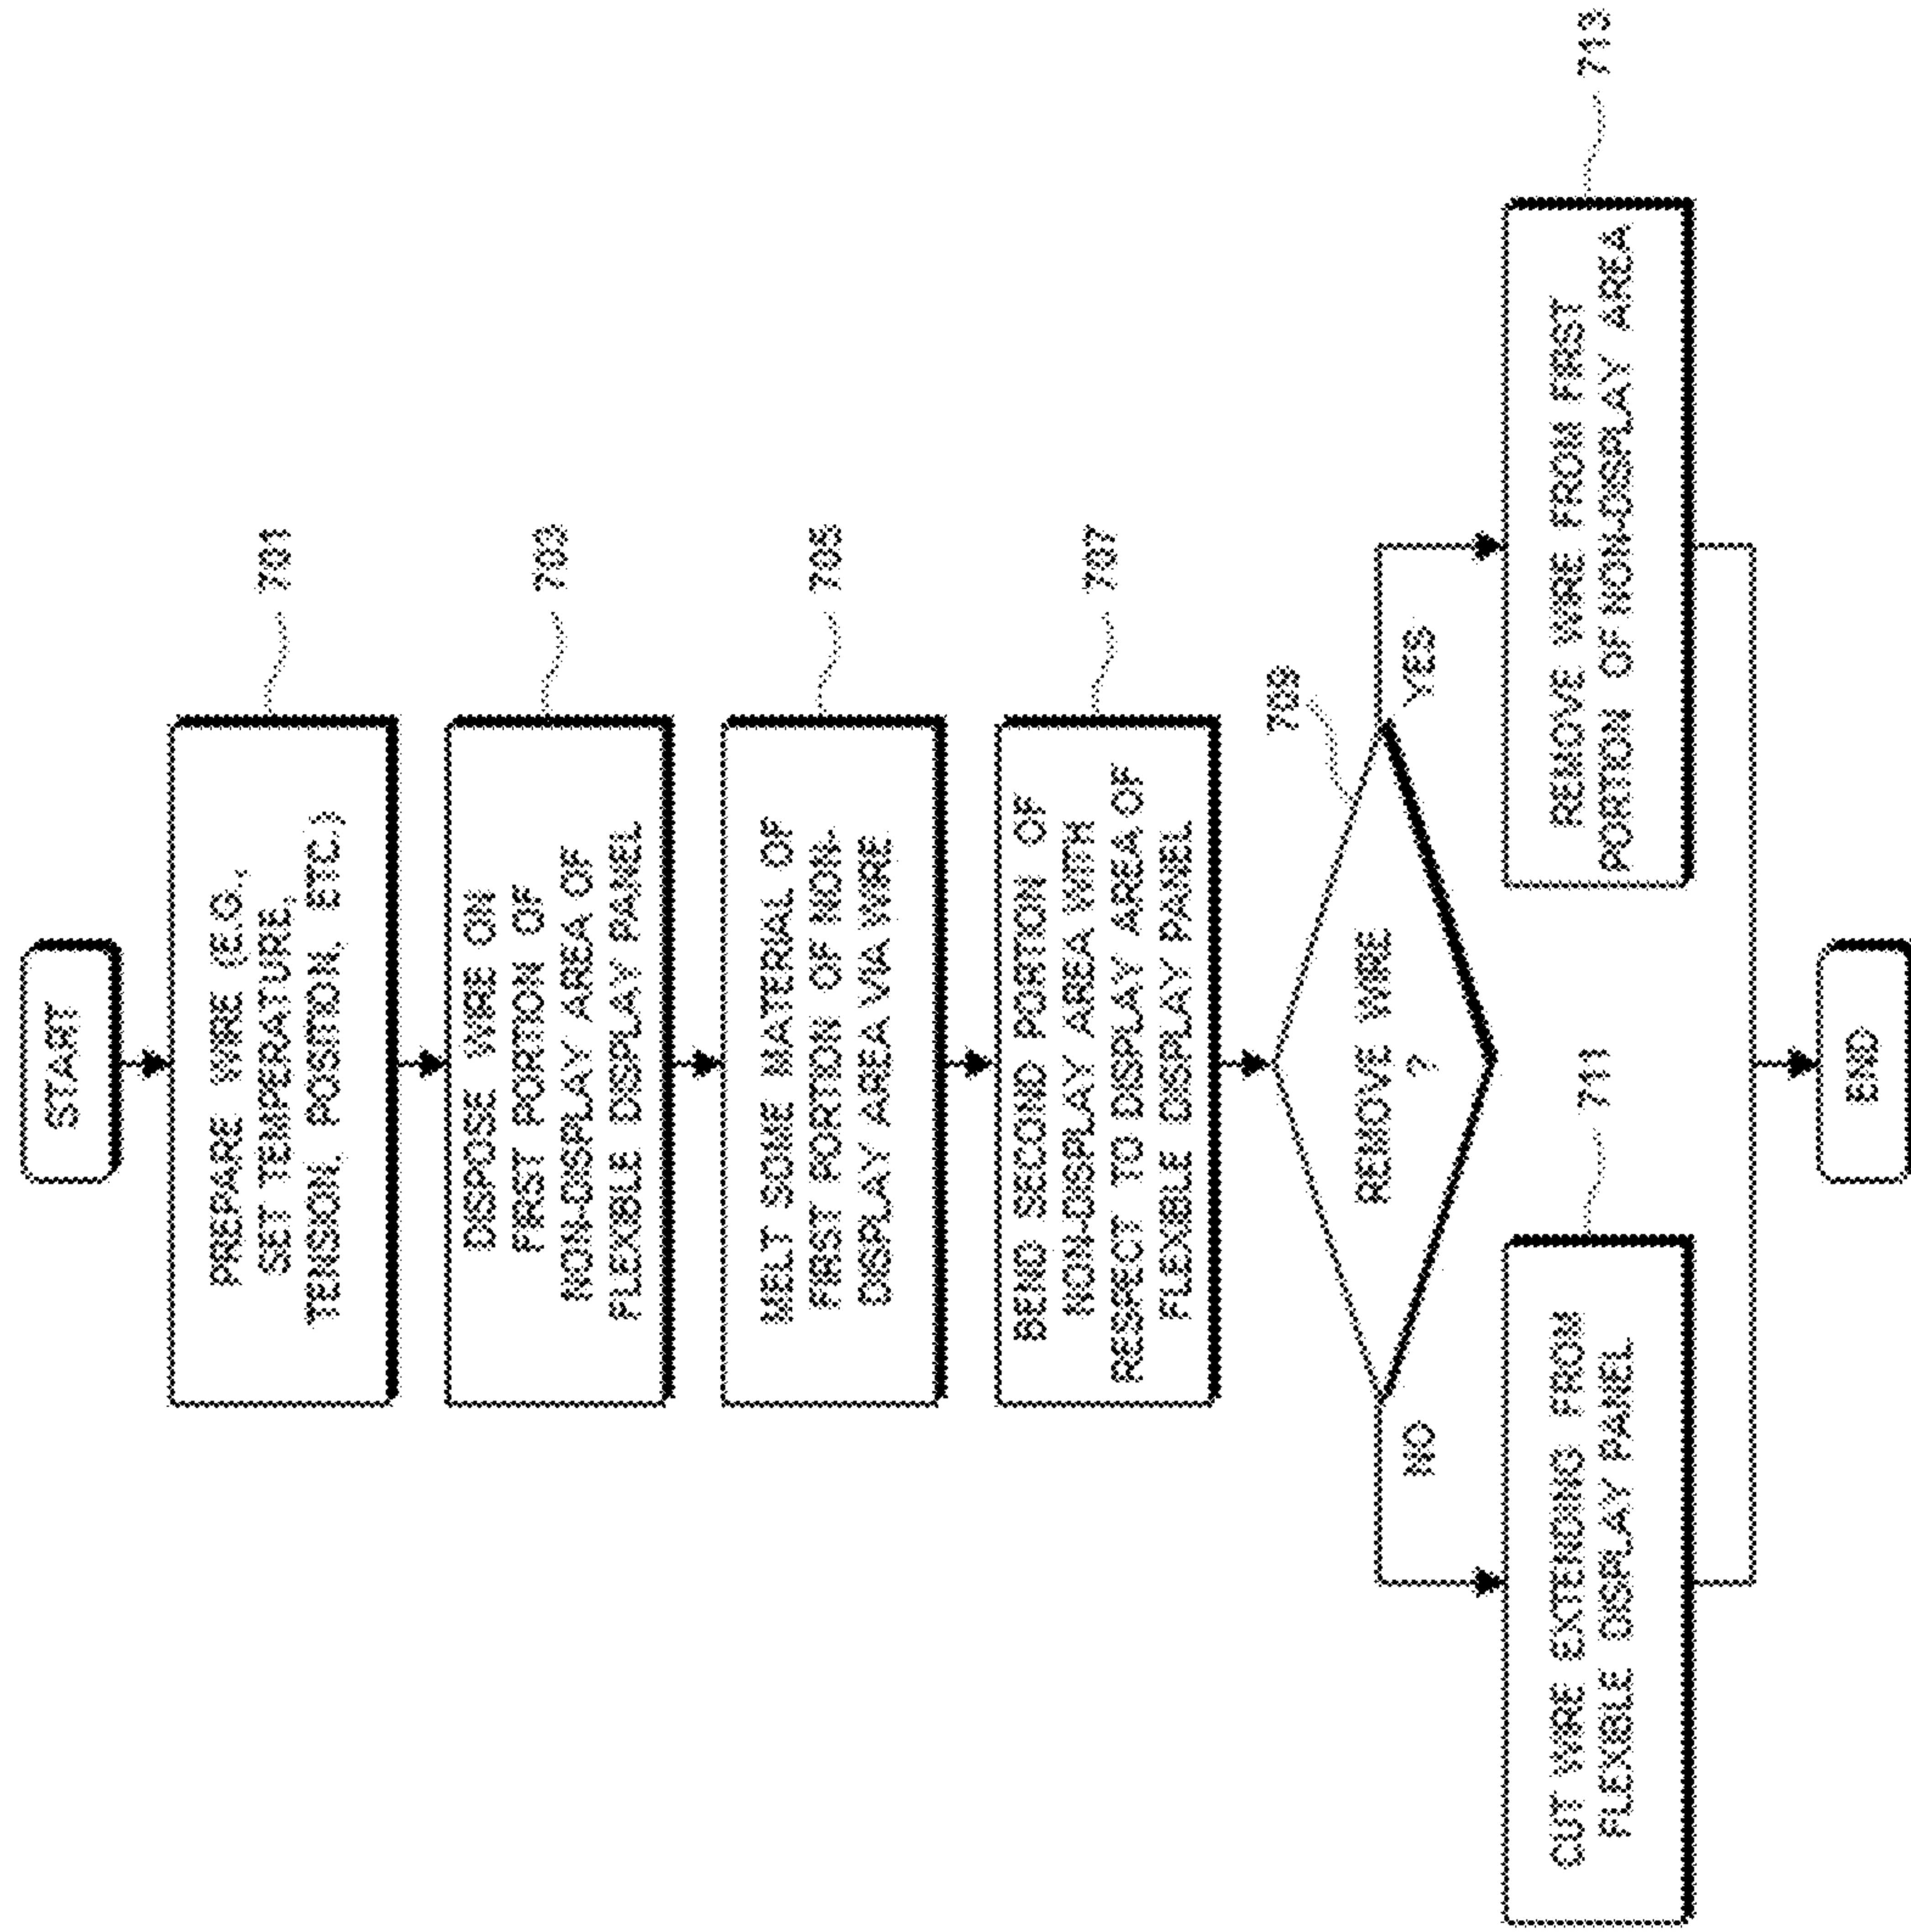 START
PREPARE WIRE (E.G.,
SET TEMPERATURE,
TENSION, POSITION, ETC.)
701
DISPOSE WIRE ON
FIRST PORTION OF
NON-DISPLAY AREA OF
FLEXIBLE DISPLAY PANEL
703
MELT SOME MATERIAL OF
FIRST PORTION OF NON-
DISPLAY AREA VIA WIRE
705
BEND SECOND PORTION OF
NON-DISPLAY AREA WITH
RESPECT TO DISPLAY AREA OF
FLEXIBLE DISPLAY PANEL
707
709
REMOVE WIRE
?
NO
YES
711
CUT WIRE EXTENDING FROM
FLEXIBLE DISPLAY PANEL
713
REMOVE WIRE FROM FIRST
PORTION OF NON-DISPLAY AREA
END